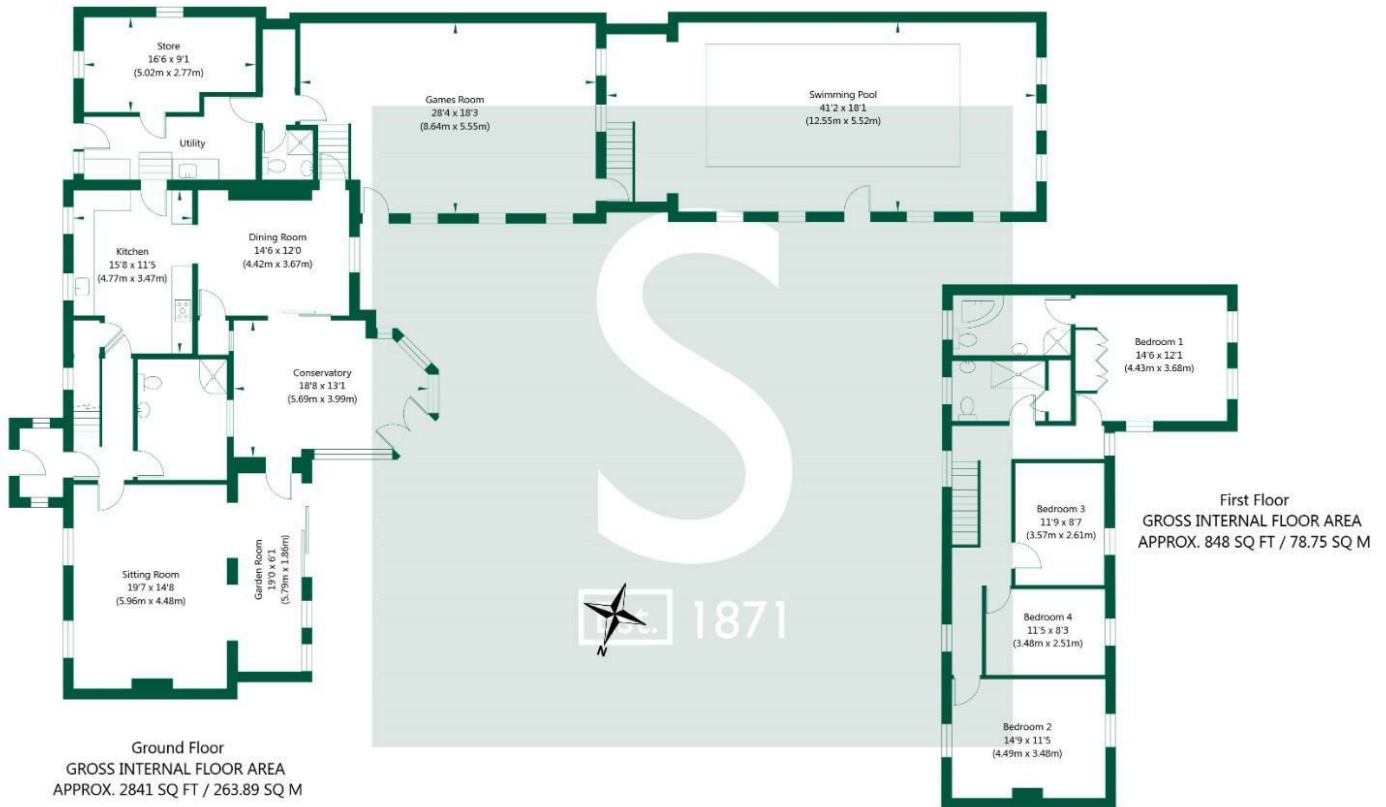 Store
16'6 x 9'1
(5.02m x 2.77m)
Utility
Games Room
28'4 x 18'3
(8.64m x 5.55m)
Swimming Pool
41'2 x 18'1
(12.55m x 5.52m)
Kitchen
15'8 x 11'5
(4.77m x 3.47m)
Dining Room
14'6 x 12'0
(4.42m x 3.67m)
Conservatory
18'8 x 13'1
(5.69m x 3.99m)
Sitting Room
19'7 x 14'8
(5.96m x 4.48m)
Garden Room
19'0 x 6'1
(5.79m x 1.86m)
Ground Floor
GROSS INTERNAL FLOOR AREA
APPROX. 2841 SQ FT / 263.89 SQ M
S
Est. 1871
N
Bedroom 1
14'6 x 12'1
(4.43m x 3.68m)
Bedroom 3
11'9 x 8'7
(3.57m x 2.61m)
Bedroom 4
11'5 x 8'3
(3.48m x 2.51m)
Bedroom 2
14'9 x 11'5
(4.49m x 3.48m)
First Floor
GROSS INTERNAL FLOOR AREA
APPROX. 848 SQ FT / 78.75 SQ M